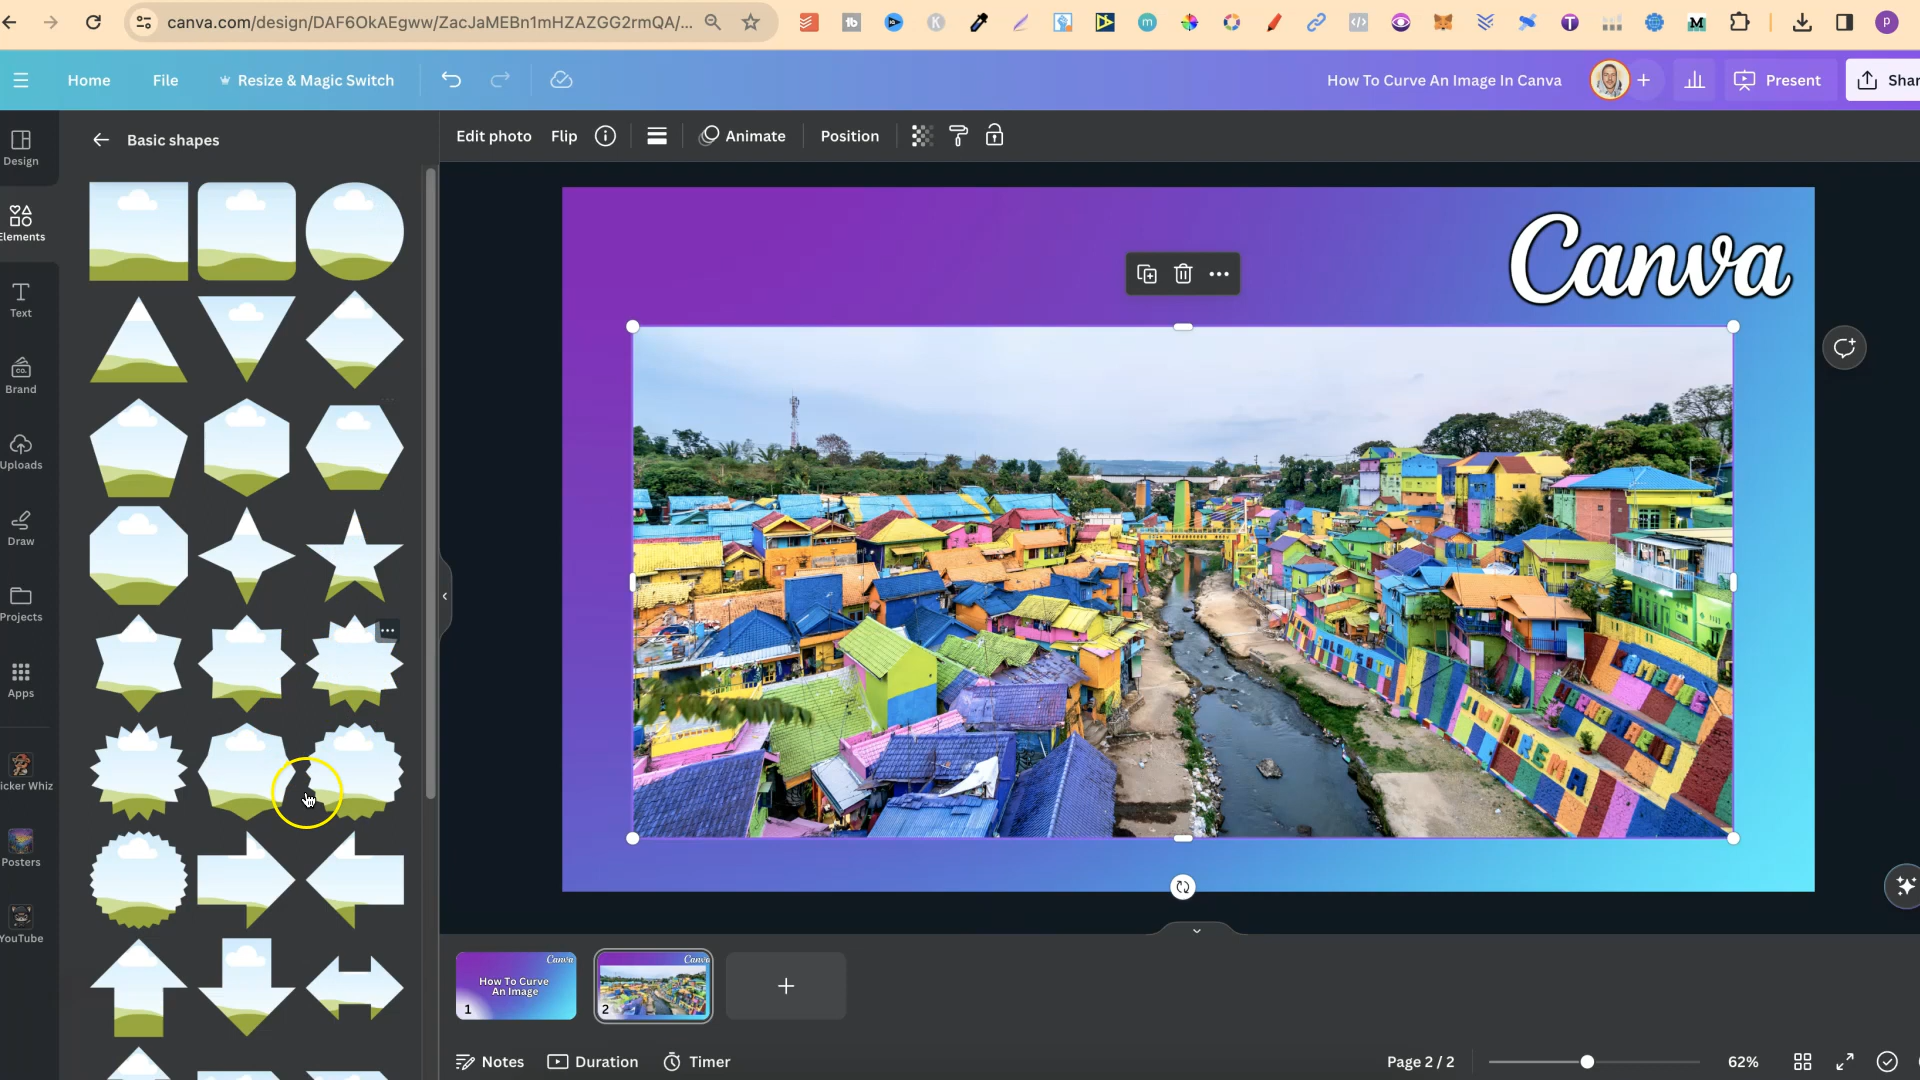 canva.com/design/DAF6OkAEgww/ZacJaMEBn1mHZAZGG2rmQA/...
Home
File
Resize & Magic Switch
How To Curve An Image In Canva
Present
Shar
Design
Elements
Text
Brand
Uploads
Draw
Projects
Apps
icker Whiz
Posters
YouTube
Basic shapes
Edit photo
Flip
Animate
Position
Canva
JINDAREMA
Canva
How To Curve
An Image
1
Canva
2
Notes
Duration
Timer
Page 2 / 2
62%